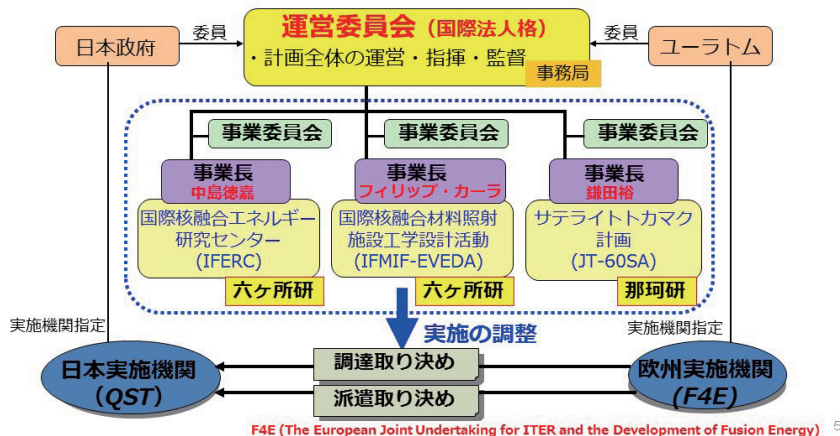 運営委員会（国際法人格）
・計画全体の運営・指揮・監督
事務局
日本政府
委員
委員
ユーラトム
事業委員会
事業委員会
事業委員会
事業長
中島徳嘉
国際核融合エネルギー
研究センター
(IFERC)
六ヶ所研
事業長
フィリップ・カーラ
国際核融合材料照射
施設工学設計活動
(IFMIF-EVEDA)
六ヶ所研
事業長
鎌田裕
サテライトトカマク
計画
(JT-60SA)
那珂研
実施機関指定
実施の調整
実施機関指定
日本実施機関
（QST）
調達取り決め
派遣取り決め
欧州実施機関
(F4E)
F4E (The European Joint Undertaking for ITER and the Development of Fusion Energy)
5